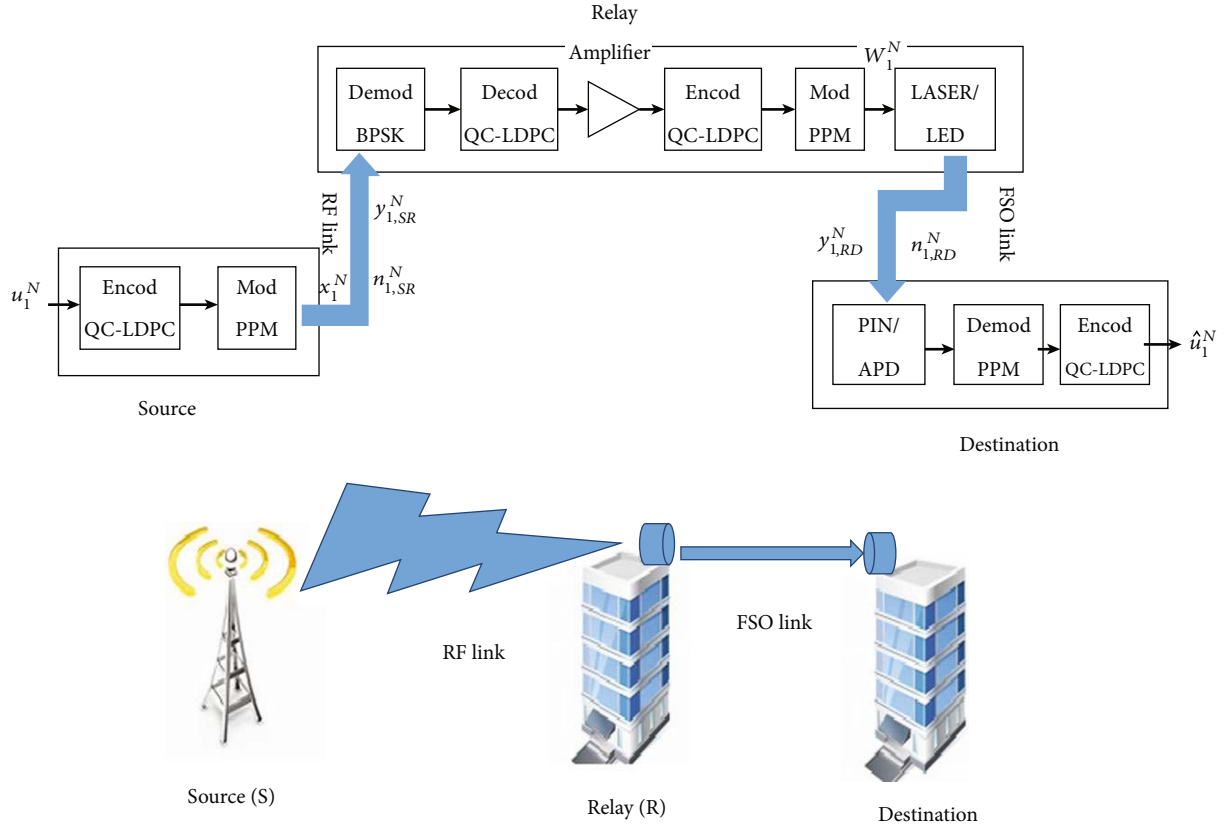 Relay
Amplifier
W_1^N
Demod
BPSK
Decod
QC-LDPC
Encod
QC-LDPC
Mod
PPM
LASER/
LED
RF link
y_{1,SR}^N
n_{1,SR}^N
x_1^N
FSO link
y_{1,RD}^N
n_{1,RD}^N
u_1^N
Encod
QC-LDPC
Mod
PPM
Source
PIN/
APD
Demod
PPM
Encod
QC-LDPC
û_1^N
Destination
RF link
FSO link
Source (S)
Relay (R)
Destination